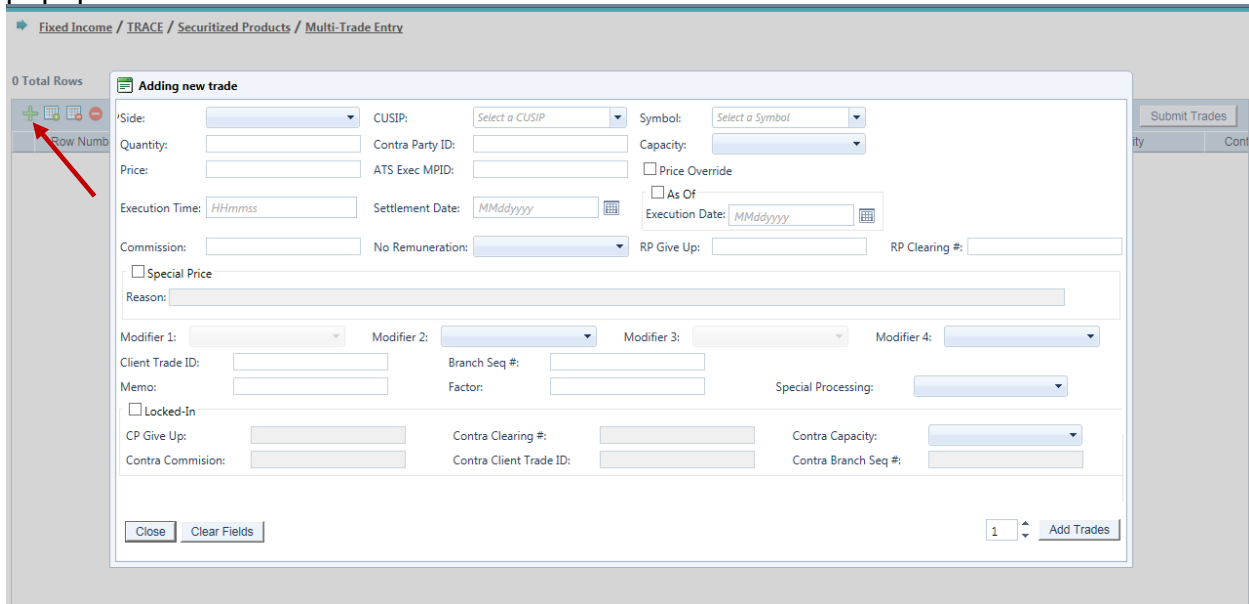 Fixed Income / TRACE / Securitized Products / Multi-Trade Entry
0 Total Rows
Adding new trade
Submit Trades
Row Numb
ity Cont
*Side: CUSIP: Select a CUSIP Symbol: Select a Symbol
Quantity: Contra Party ID: Capacity:
Price: ATS Exec MPID: Price Override
As Of
Execution Time: HHmmss Settlement Date: MMddyyyy Execution Date: MMddyyyy
Commission: No Remuneration: RP Give Up: RP Clearing #:
Special Price
Reason:
Modifier 1: Modifier 2: Modifier 3: Modifier 4:
Client Trade ID: Branch Seq #:
Memo: Factor: Special Processing:
Locked-In
CP Give Up: Contra Clearing #: Contra Capacity:
Contra Commision: Contra Client Trade ID: Contra Branch Seq #:
Close Clear Fields 1 Add Trades